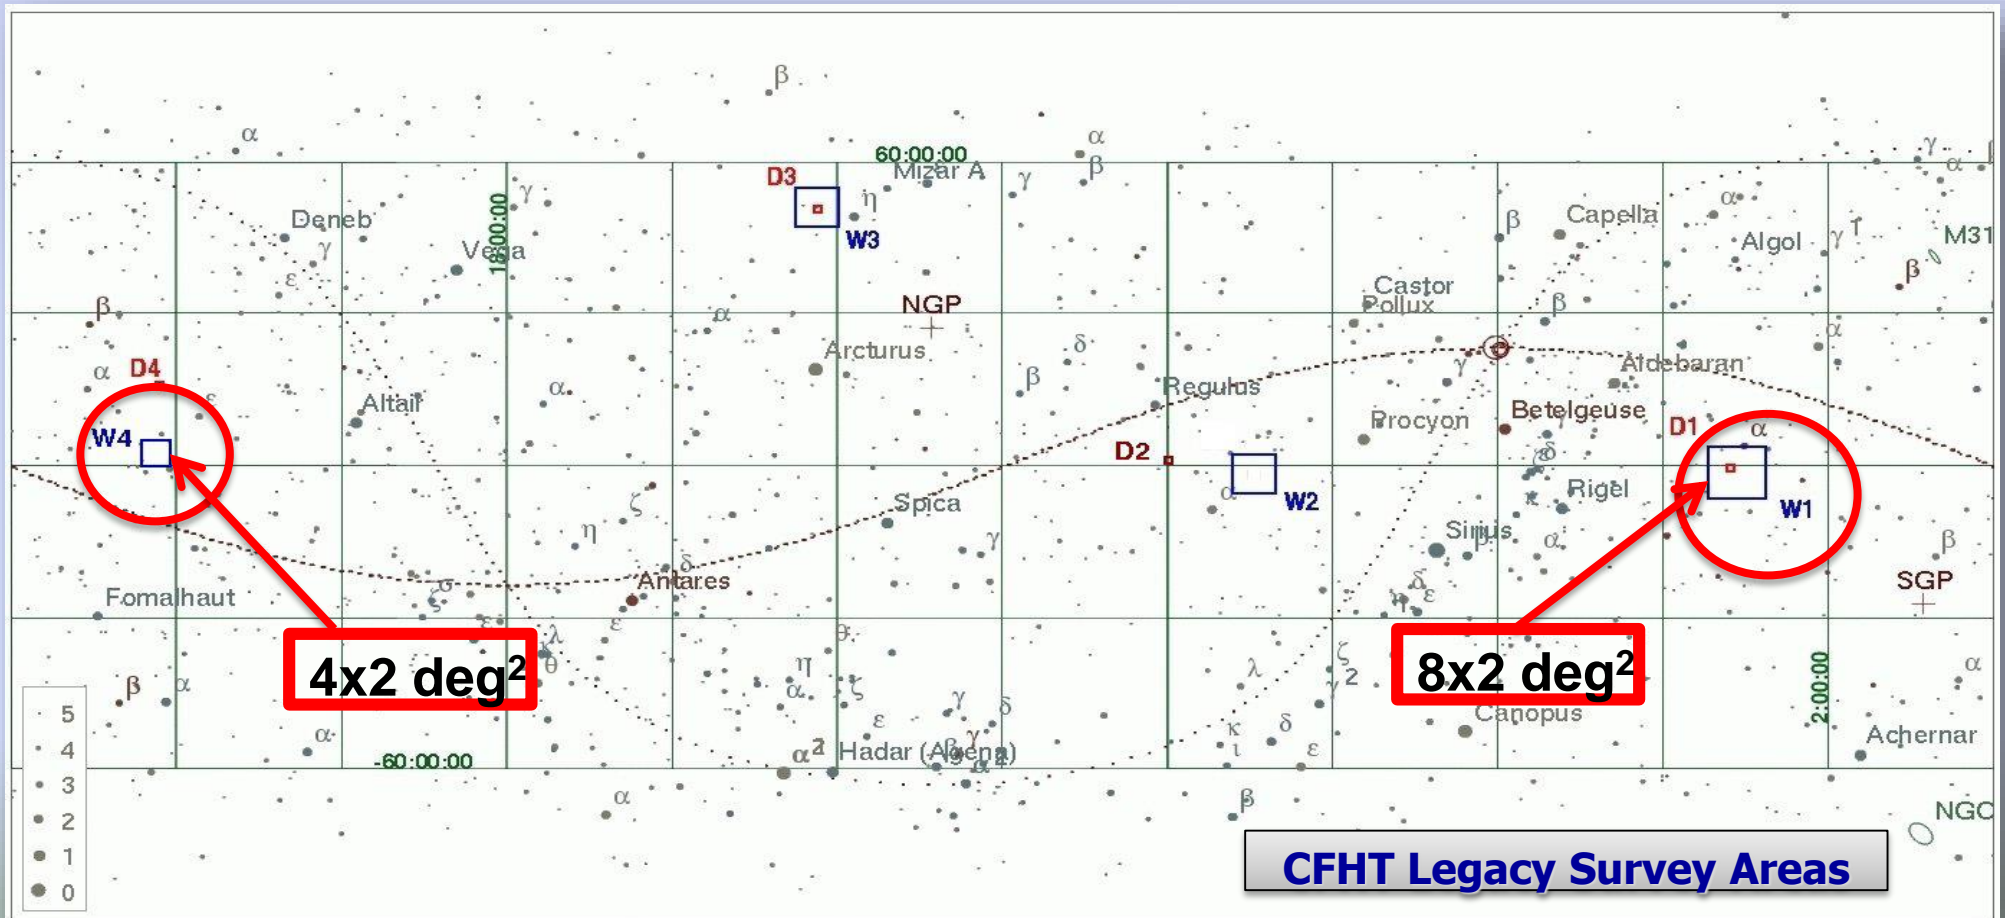 β
α
α
60:00:00
β
γ
α
D3
Mizar A
γ
α
γ
η
Deneb
18:00:00
W3
β
Capella
Algol
γ 1
M31
γ
Vega
ε
β
Castor
Pollux
β
NGP
β
α
α
Arcturus
δ
D4
α
γ
Aldebaran
β
Regulus
α
ε
Altair
Procyon
Betelgeuse
γ
D1
α
W4
D2
δ
α
W2
Rigel
W1
ζ
Spica
κ
η
γ
Sirius
β
α
β
δ
Antares
SGP
Fomalhaut
σ
ζ
δ
η
ε
ε
ε
λ
θ
κ
θ
4x2 deg²
8x2 deg²
η
α
ζ
λ
ζ
γ 2
2:00:00
α
β
α
5
γ
δ
ε
Canopus
α
κ
δ
ι
ε
4
-60:00:00
α 2
Hadar (Agena)
β
γ
α
Achernar
3
α
β
NGC
2
1
CFHT Legacy Survey Areas
0